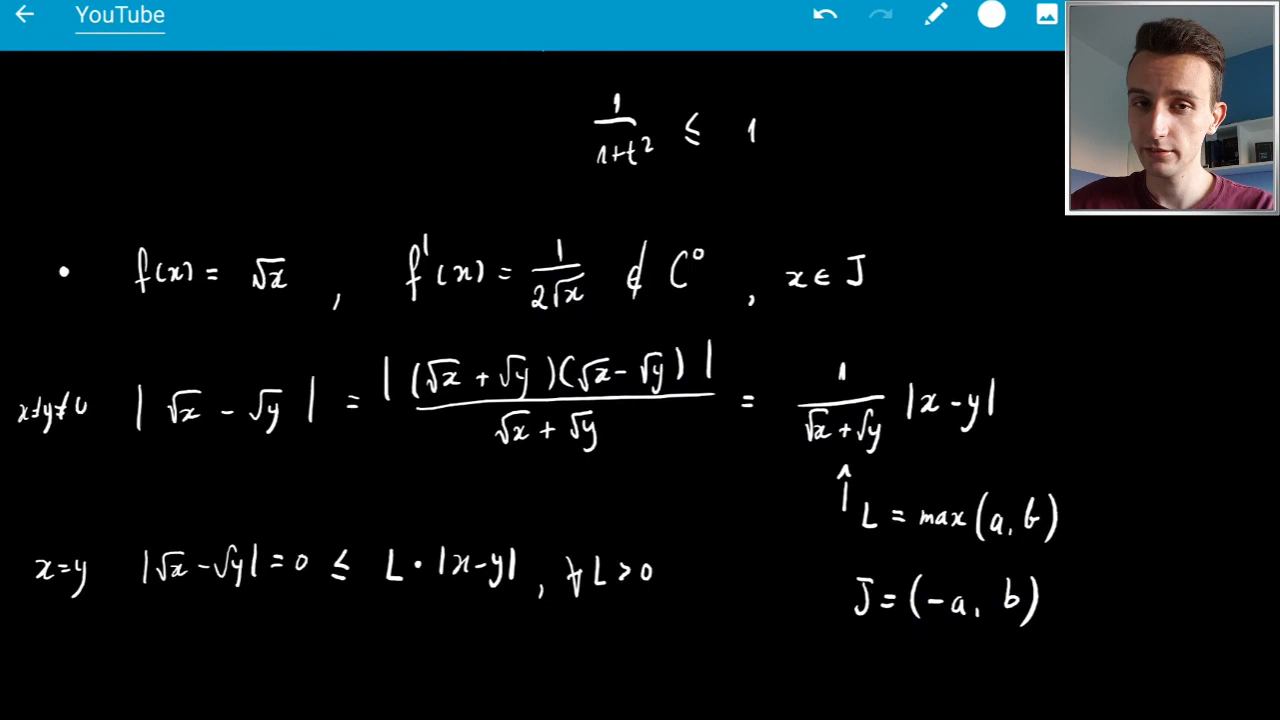 YouTube
1/(1+t²) ≤ 1
• f(x) = √x , f'(x) = 1/(2√x) ∉ C⁰ , x ∈ J
x≠y≠0 |√x - √y| = |(√x + √y)(√x - √y)|/(√x + √y) = 1/(√x + √y) |x - y|
L = max(a, b)
x=y |√x - √y| = 0 ≤ L · |x - y| , ∀ L > 0
J = (-a, b)